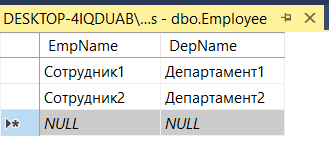 DESKTOP-4IQDUAB\...s - dbo.Employee
EmpName DepName
Сотрудник1 Департамент1
Сотрудник2 Департамент2
NULL NULL